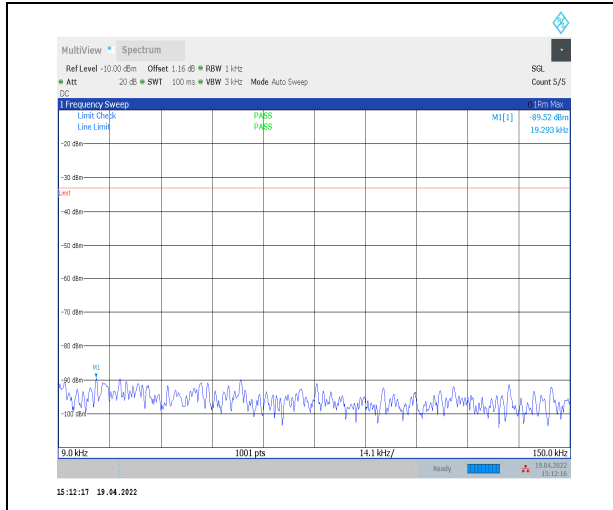 MultiView Spectrum
Ref Level -10.00 dBm Offset 1.16 dB RBW 1 kHz SGL
Att 20 dB SWT 100 ms VBW 3 kHz Mode Auto Sweep Count 5/5
DC
1 Frequency Sweep 1Rm Max
Limit Check PASS M1[1] -89.52 dBm
Line Limit PASS 19.293 kHz
-20 dBm
-30 dBm
Limit
-40 dBm
-50 dBm
-60 dBm
-70 dBm
-80 dBm
M1
-90 dBm
-100 dBm
9.0 kHz 1001 pts 14.1 kHz/ 150.0 kHz
Ready 19.04.2022
15:12:16
15:12:17 19.04.2022